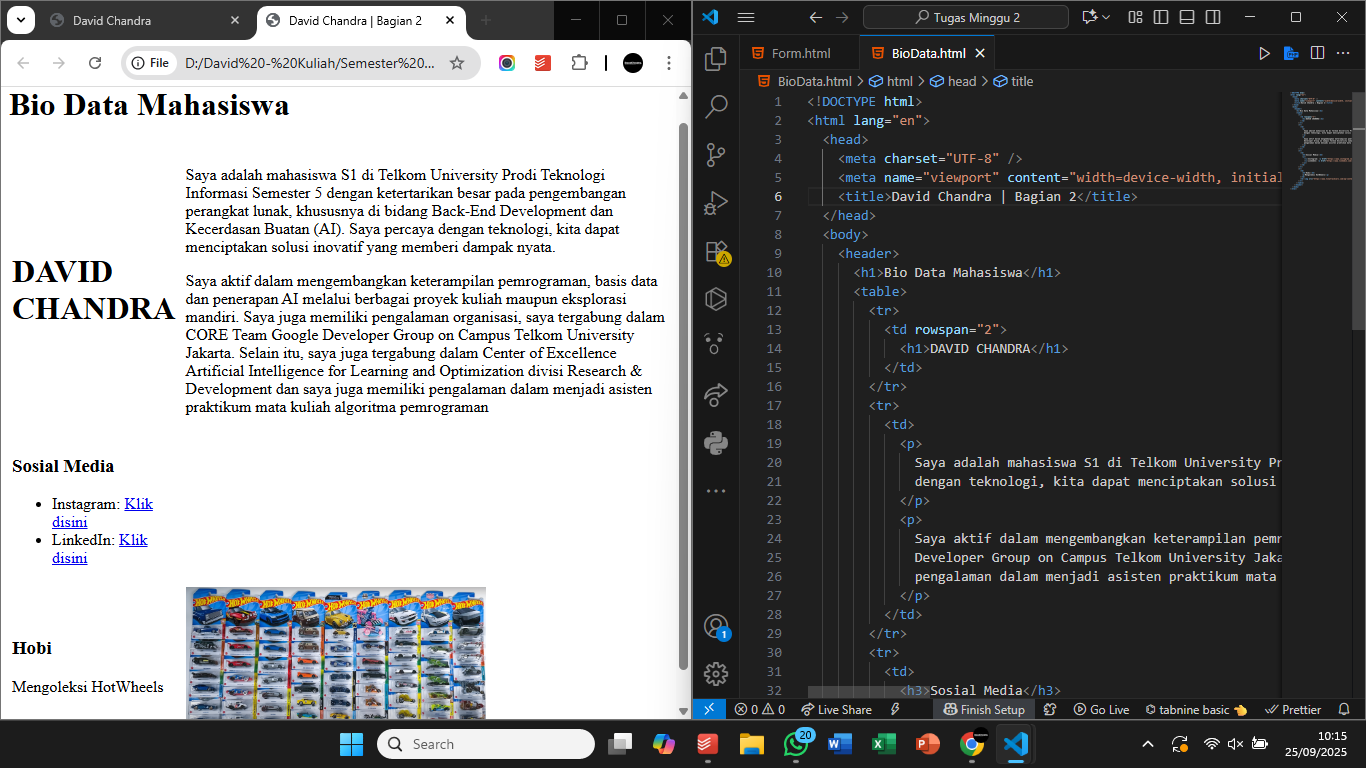 David Chandra
David Chandra | Bagian 2
File
D:/David%20-%20Kuliah/Semester%20...
Bio Data Mahasiswa
DAVID
CHANDRA
Saya adalah mahasiswa S1 di Telkom University Prodi Teknologi
Informasi Semester 5 dengan ketertarikan besar pada pengembangan
perangkat lunak, khususnya di bidang Back-End Development dan
Kecerdasan Buatan (AI). Saya percaya dengan teknologi, kita dapat
menciptakan solusi inovatif yang memberi dampak nyata.
Saya aktif dalam mengembangkan keterampilan pemrograman, basis data
dan penerapan AI melalui berbagai proyek kuliah maupun eksplorasi
mandiri. Saya juga memiliki pengalaman organisasi, saya tergabung dalam
CORE Team Google Developer Group on Campus Telkom University
Jakarta. Selain itu, saya juga tergabung dalam Center of Excellence
Artificial Intelligence for Learning and Optimization divisi Research &
Development dan saya juga memiliki pengalaman dalam menjadi asisten
praktikum mata kuliah algoritma pemrograman
Sosial Media
Instagram: Klik
disini
LinkedIn: Klik
disini
Hobi
Mengoleksi HotWheels
Tugas Minggu 2
Form.html
BioData.html
BioData.html > html > head > title
1 <!DOCTYPE html>
2 <html lang="en">
3 <head>
4 <meta charset="UTF-8" />
5 <meta name="viewport" content="width=device-width, initial
6 <title>David Chandra | Bagian 2</title>
7 </head>
8 <body>
9 <header>
10 <h1>Bio Data Mahasiswa</h1>
11 <table>
12 <tr>
13 <td rowspan="2">
14 <h1>DAVID CHANDRA</h1>
15 </td>
16 </tr>
17 <tr>
18 <td>
19 <p>
20 Saya adalah mahasiswa S1 di Telkom University Pr
21 dengan teknologi, kita dapat menciptakan solusi
22 </p>
23 <p>
24 Saya aktif dalam mengembangkan keterampilan pemr
25 Developer Group on Campus Telkom University Jaka
26 pengalaman dalam menjadi asisten praktikum mata
27 </p>
28 </td>
29 </tr>
30 <tr>
31 <td>
32 <h3>Sosial Media</h3>
1
0 0 Live Share Finish Setup Go Live tabnine basic Prettier
Search
20
10:15
25/09/2025